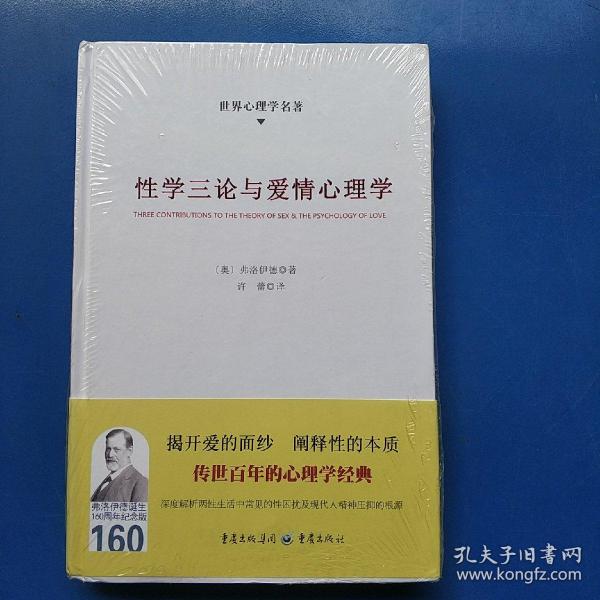 世界心理学名著
性学三论与爱情心理学
THREE CONTRIBUTIONS TO THE THEORY OF SEX & THE PSYCHOLOGY OF LOVE
〔奥〕弗洛伊德◎著
许蕾◎译
揭开爱的面纱 阐释性的本质
传世百年的心理学经典
深度解析两性生活中常见的性困扰及现代人精神压抑的根源
弗洛伊德诞生
160周年纪念版
160
重庆出版集团 重庆出版社
孔夫子旧书网
www.kongfz.com